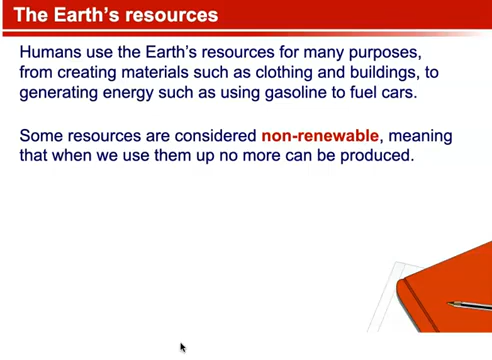 The Earth's resources
Humans use the Earth's resources for many purposes,
from creating materials such as clothing and buildings, to
generating energy such as using gasoline to fuel cars.
Some resources are considered non-renewable, meaning
that when we use them up no more can be produced.